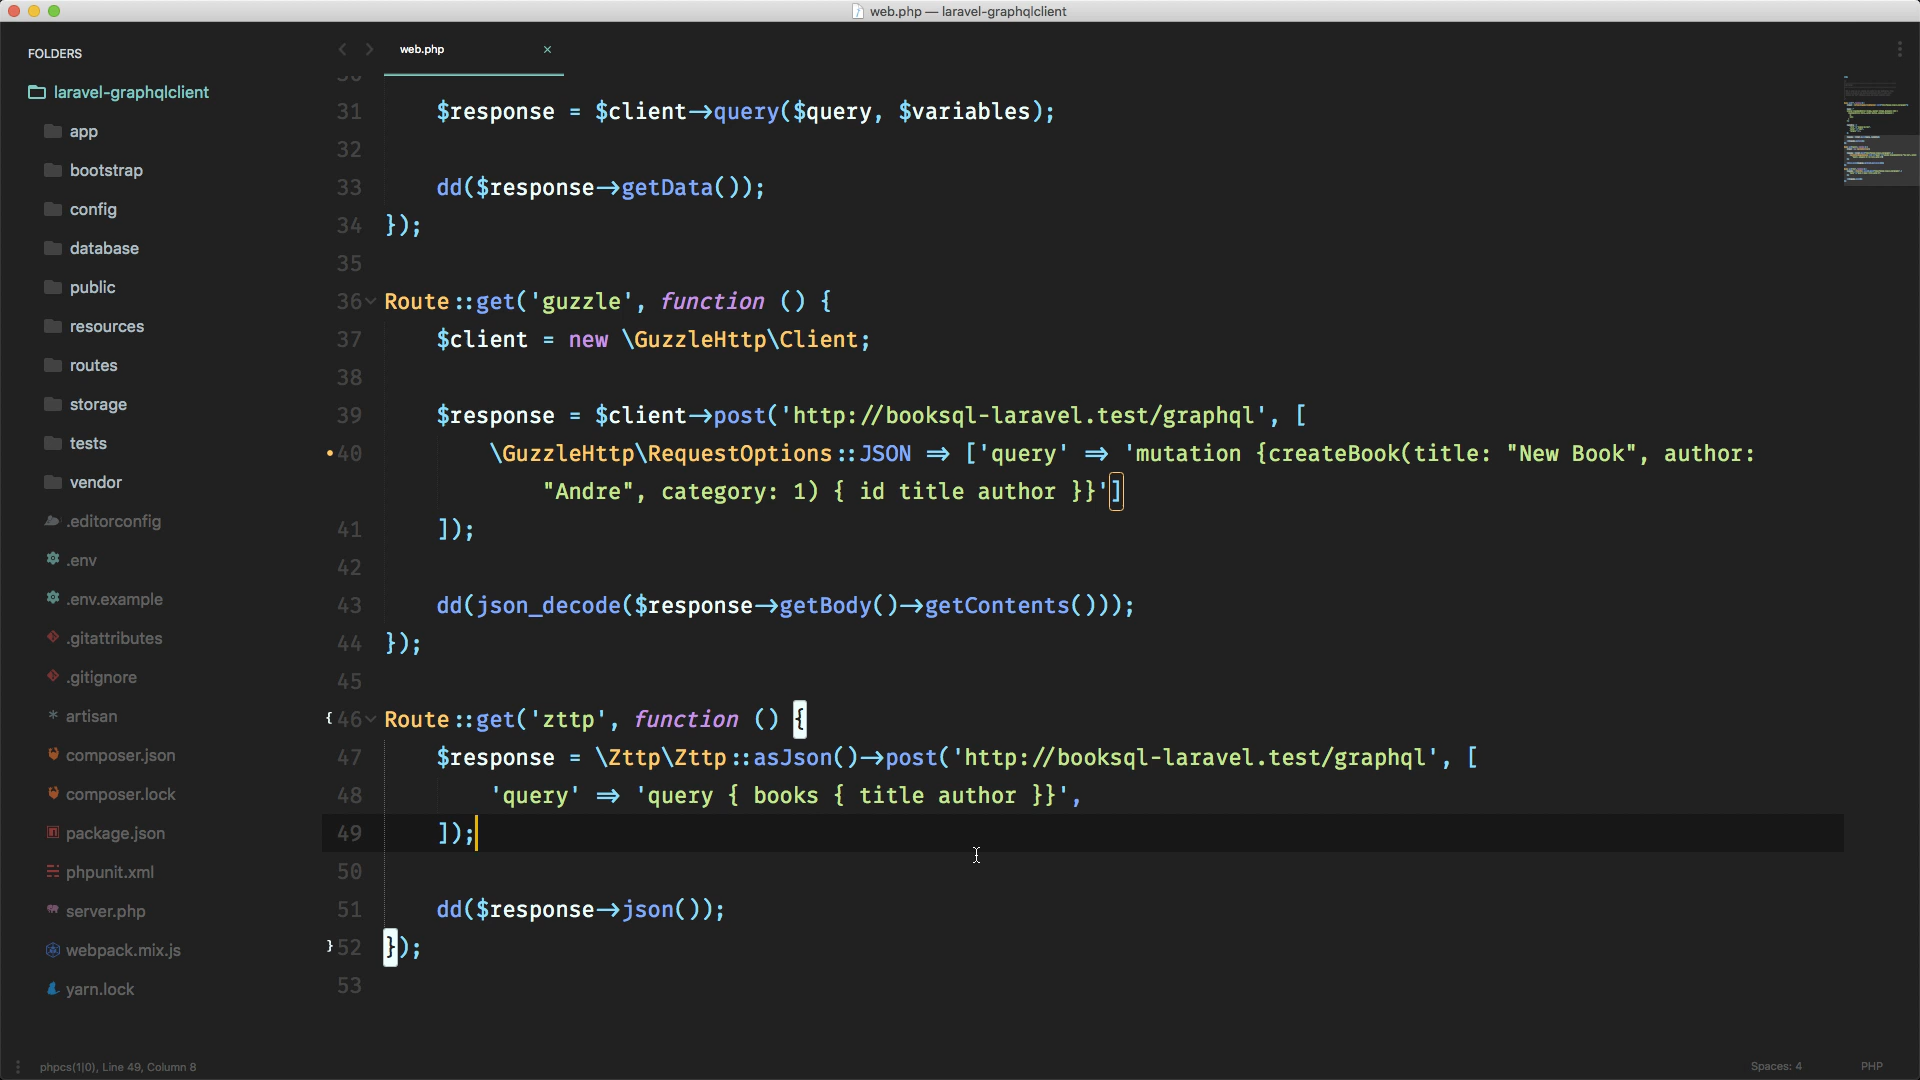 web.php — laravel-graphqlclient
FOLDERS
laravel-graphqlclient
app
bootstrap
config
database
public
resources
routes
storage
tests
vendor
.editorconfig
.env
.env.example
.gitattributes
.gitignore
artisan
composer.json
composer.lock
package.json
phpunit.xml
server.php
webpack.mix.js
yarn.lock
web.php ×
30
31 $response = $client->query($query, $variables);
32
33 dd($response->getData());
34 });
35
36 Route::get('guzzle', function () {
37 $client = new \GuzzleHttp\Client;
38
39 $response = $client->post('http://booksql-laravel.test/graphql', [
40 \GuzzleHttp\RequestOptions::JSON => ['query' => 'mutation {createBook(title: "New Book", author:
"Andre", category: 1) { id title author }}']
41 ]);
42
43 dd(json_decode($response->getBody()->getContents()));
44 });
45
{ 46 Route::get('zttp', function () {
47 $response = \Zttp\Zttp::asJson()->post('http://booksql-laravel.test/graphql', [
48 'query' => 'query { books { title author }}',
49 ]);
50
51 dd($response->json());
} 52 });
53
phpcs(1|0), Line 49, Column 8
Spaces: 4
PHP